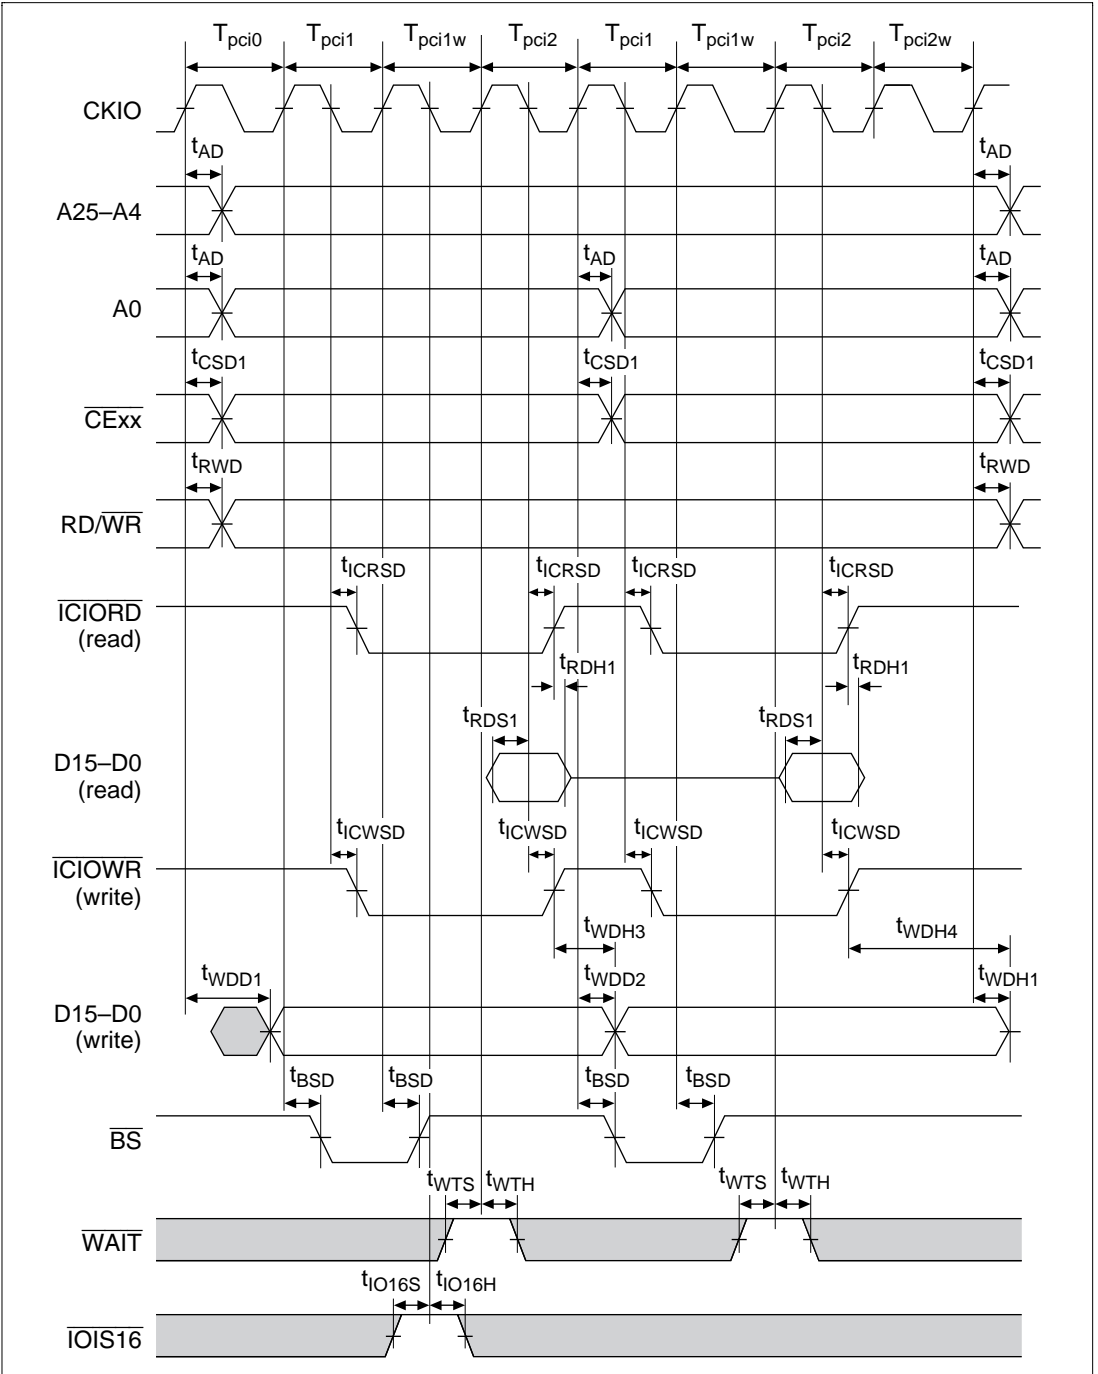 Tpci0 Tpci1 Tpci1w Tpci2 Tpci1 Tpci1w Tpci2 Tpci2w
CKIO
tAD tAD
A25–A4
tAD tAD tAD
A0
tCSD1 tCSD1 tCSD1
CExx
tRWD tRWD
RD/WR
tICRSD tICRSD tICRSD tICRSD
ICIORD
(read)
tRDH1 tRDH1
tRDS1 tRDS1
D15–D0
(read)
tICWSD tICWSD tICWSD tICWSD
ICIOWR
(write)
tWDH3 tWDH4
tWDD1 tWDD2 tWDH1
D15–D0
(write)
tBSD tBSD tBSD tBSD
BS
tWTS tWTH tWTS tWTH
WAIT
tIO16S tIO16H
IOIS16